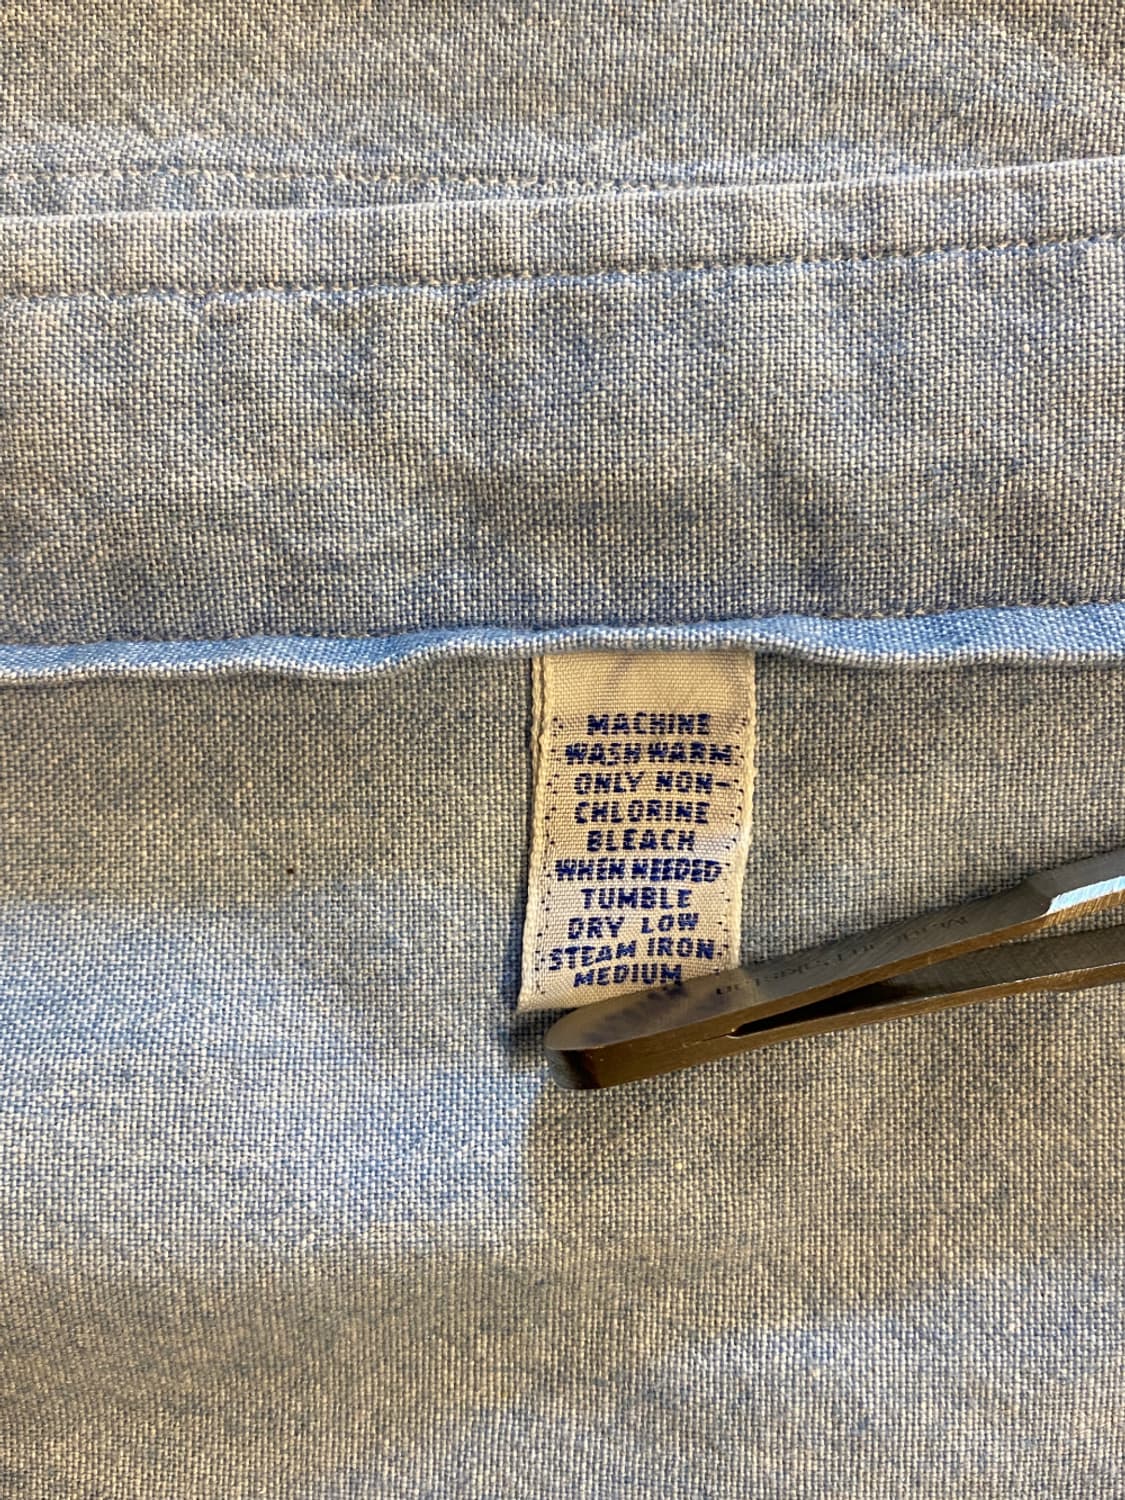 MACHINE
WASH WARM
ONLY NON-
CHLORINE
BLEACH
WHEN NEEDED
TUMBLE
DRY LOW
STEAM IRON
MEDIUM